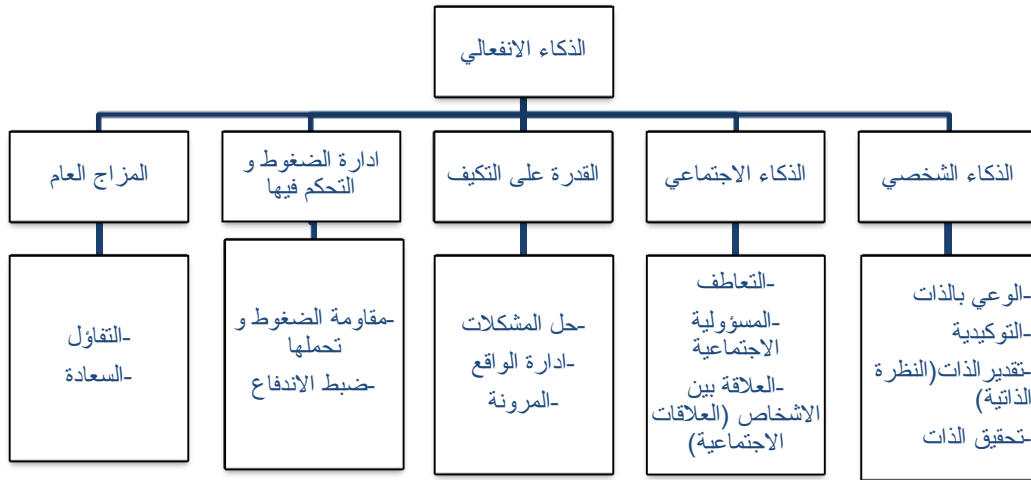 الذكاء الانفعالي
الذكاء الشخصي
الذكاء الاجتماعي
القدرة على التكيف
ادارة الضغوط و
التحكم فيها
المزاج العام
-الوعي بالذات
-التوكيدية
-تقدير الذات(النظرة
الذاتية)
-تحقيق الذات
-التعاطف
-المسؤولية
الاجتماعية
-العلاقة بين
الاشخاص (العلاقات
الاجتماعية)
-حل المشكلات
-ادارة الواقع
-المرونة
-مقاومة الضغوط و
تحملها
-ضبط الاندفاع
-التفاؤل
-السعادة